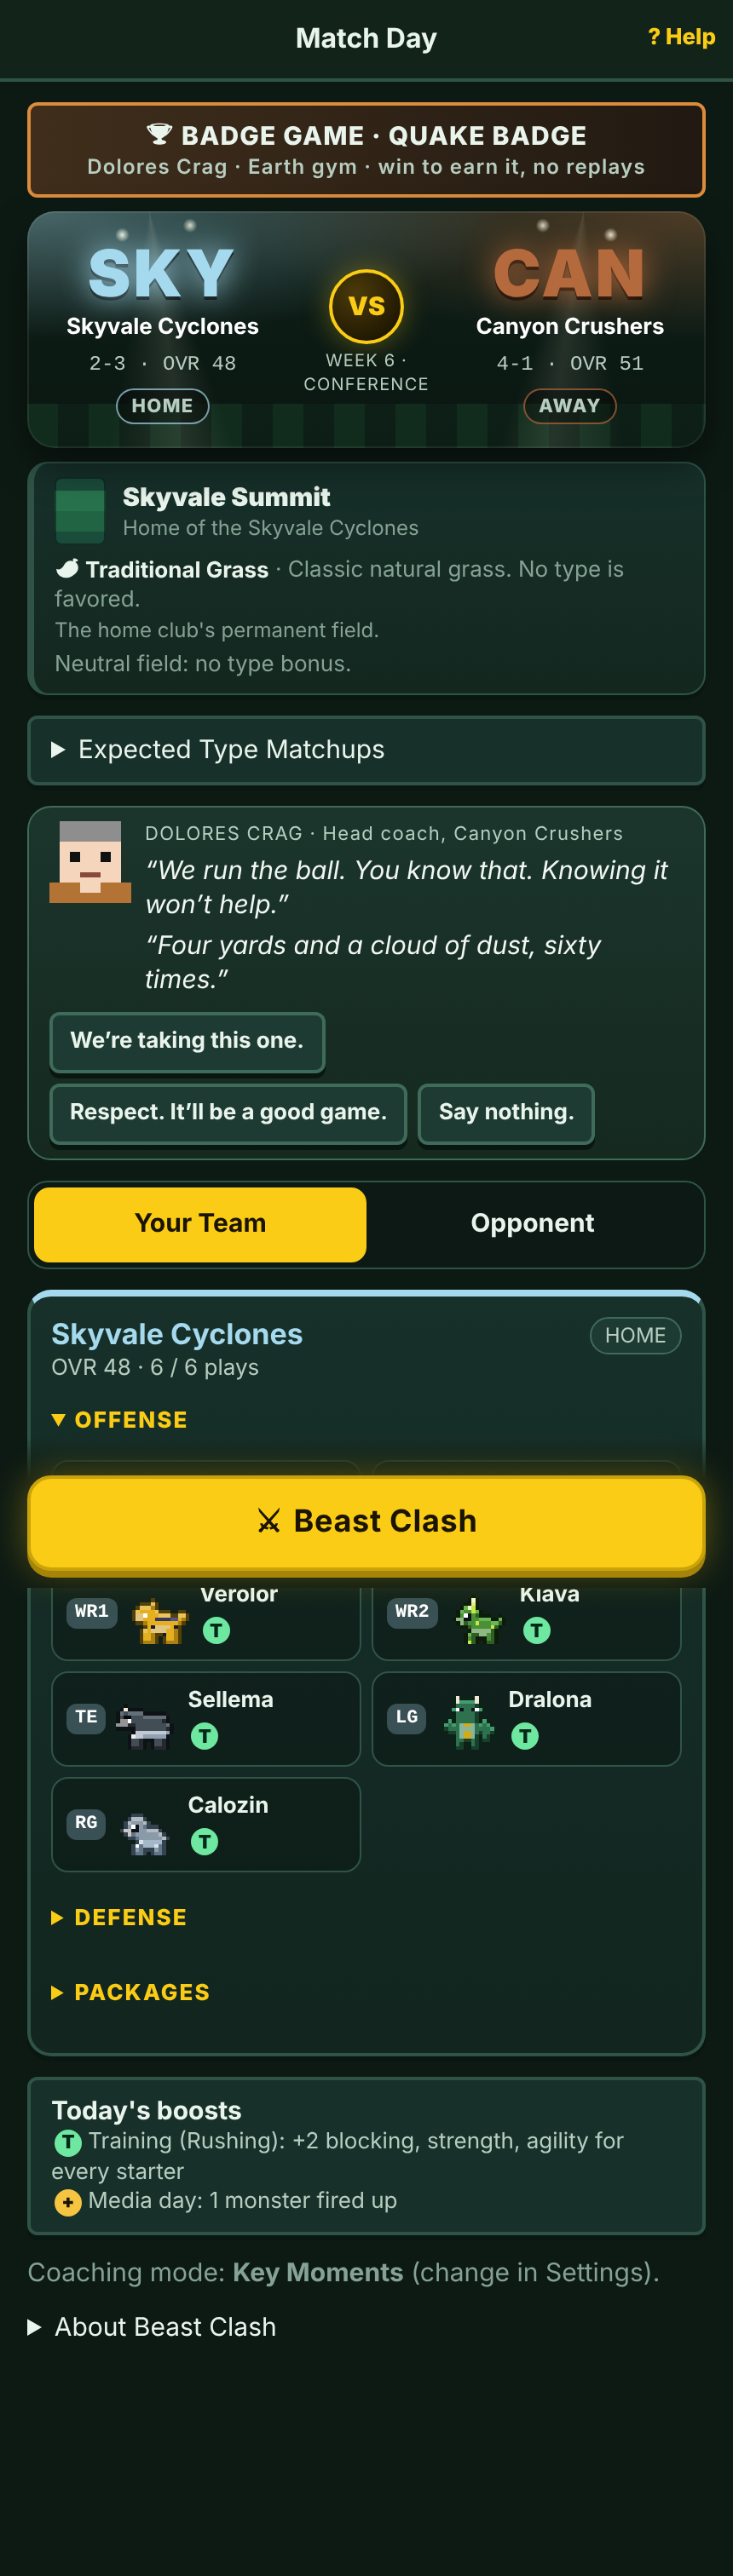 Match Day
? Help
🏆 BADGE GAME · QUAKE BADGE
Dolores Crag · Earth gym · win to earn it, no replays
SKY
Skyvale Cyclones
2-3 · OVR 48
HOME
VS
WEEK 6 ·
CONFERENCE
CAN
Canyon Crushers
4-1 · OVR 51
AWAY
Skyvale Summit
Home of the Skyvale Cyclones
Traditional Grass · Classic natural grass. No type is
favored.
The home club's permanent field.
Neutral field: no type bonus.
▶ Expected Type Matchups
DOLORES CRAG · Head coach, Canyon Crushers
“We run the ball. You know that. Knowing it
won’t help.”
“Four yards and a cloud of dust, sixty
times.”
We’re taking this one.
Respect. It’ll be a good game.
Say nothing.
Your Team
Opponent
Skyvale Cyclones
HOME
OVR 48 · 6 / 6 plays
▼ OFFENSE
⚔ Beast Clash
WR1
Verolor
T
WR2
Klava
T
TE
Sellema
T
LG
Dralona
T
RG
Calozin
T
▶ DEFENSE
▶ PACKAGES
Today's boosts
T Training (Rushing): +2 blocking, strength, agility for
every starter
+ Media day: 1 monster fired up
Coaching mode: Key Moments (change in Settings).
▶ About Beast Clash